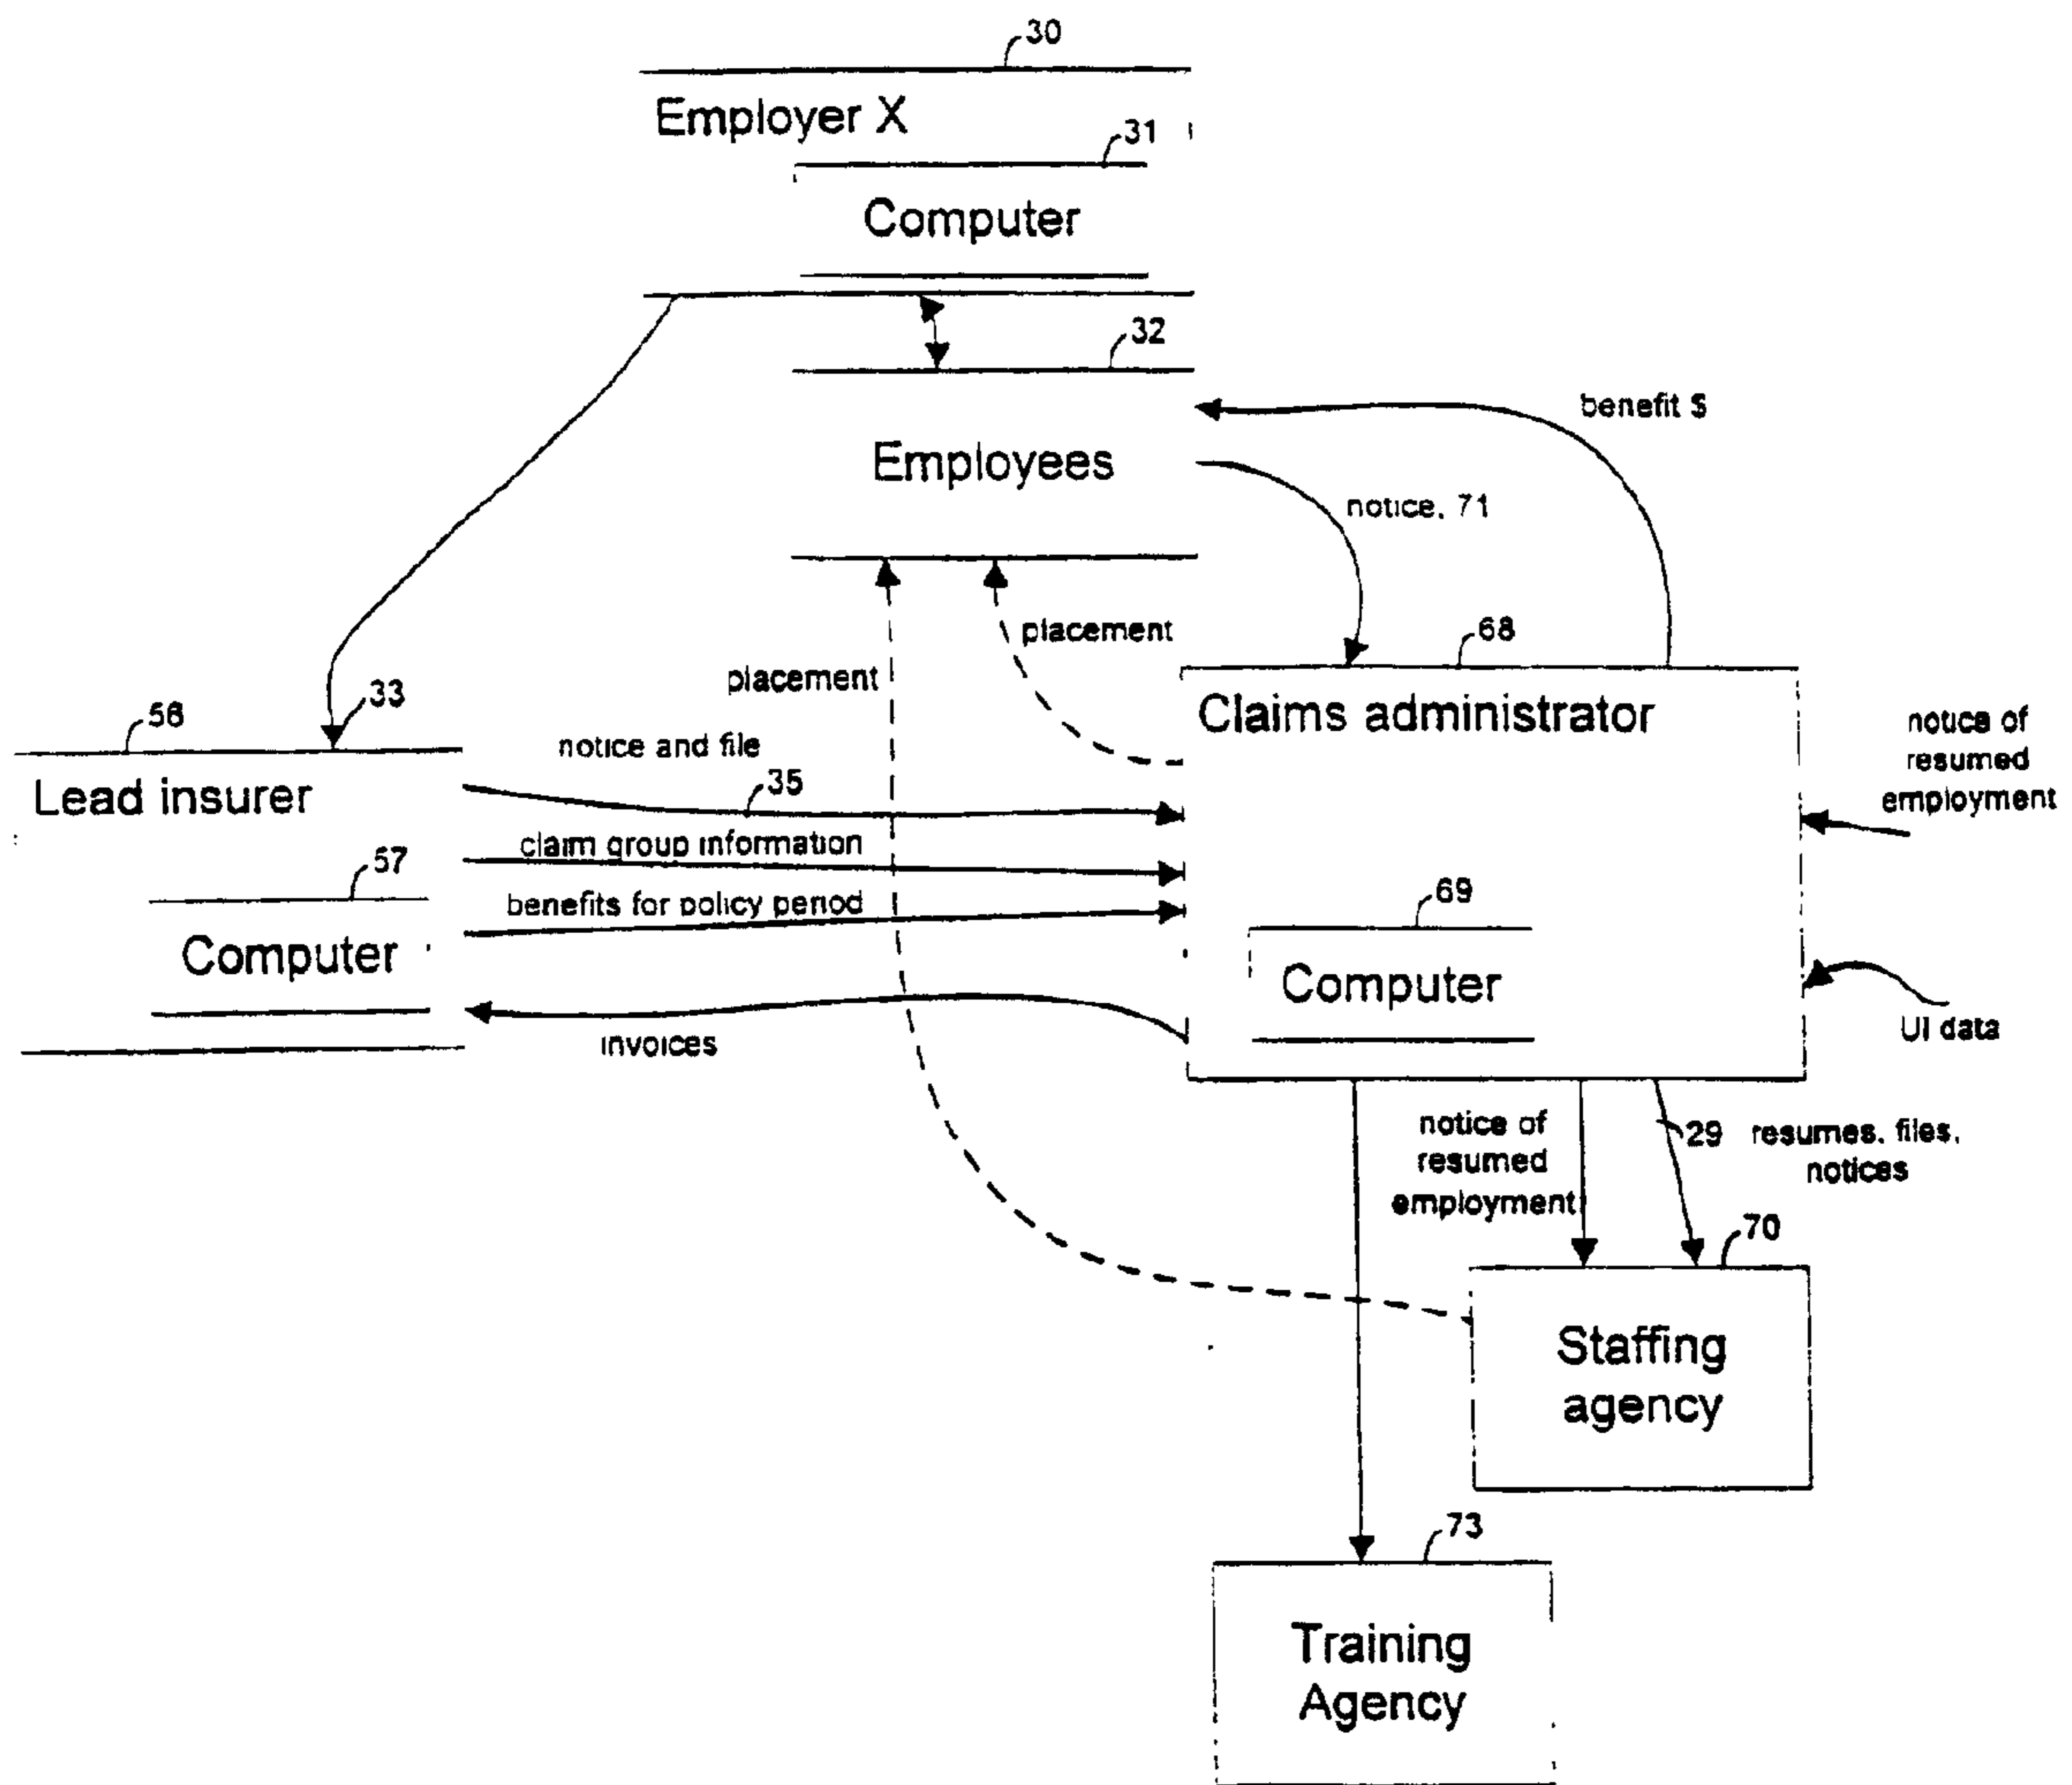 30
Employer X
31
Computer
32
benefit $
Employees
notice, 71
placement
68
placement
33
56
Claims administrator
notice of
resumed
employment
notice and file
Lead insurer
35
claim group information
57
benefits for policy period
69
Computer
Computer
UI data
invoices
notice of
resumed
employment
29
resumes, files,
notices
70
Staffing
agency
73
Training
Agency